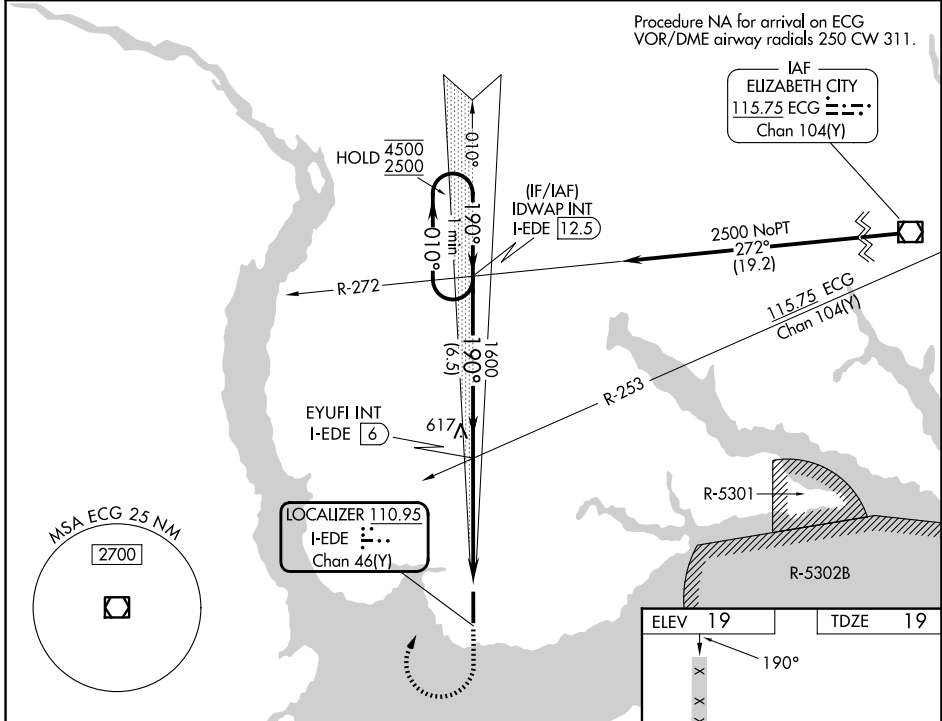 Procedure NA for arrival on ECG
VOR/DME airway radials 250 CW 311.
IAF
ELIZABETH CITY
115.75 ECG
Chan 104(Y)
HOLD 4500
2500
010°
190°
1 min
010°
(IF/IAF)
IDWAP INT
I-EDE 12.5
2500 NoPT
272°
(19.2)
R-272
115.75 ECG
Chan 104(Y)
R-253
1600
190°
(6.5)
EYUFI INT
I-EDE 6
617
LOCALIZER 110.95
I-EDE
Chan 46(Y)
MSA ECG 25 NM
2700
R-5301
R-5302B
ELEV 19
TDZE 19
190°
X
X
X